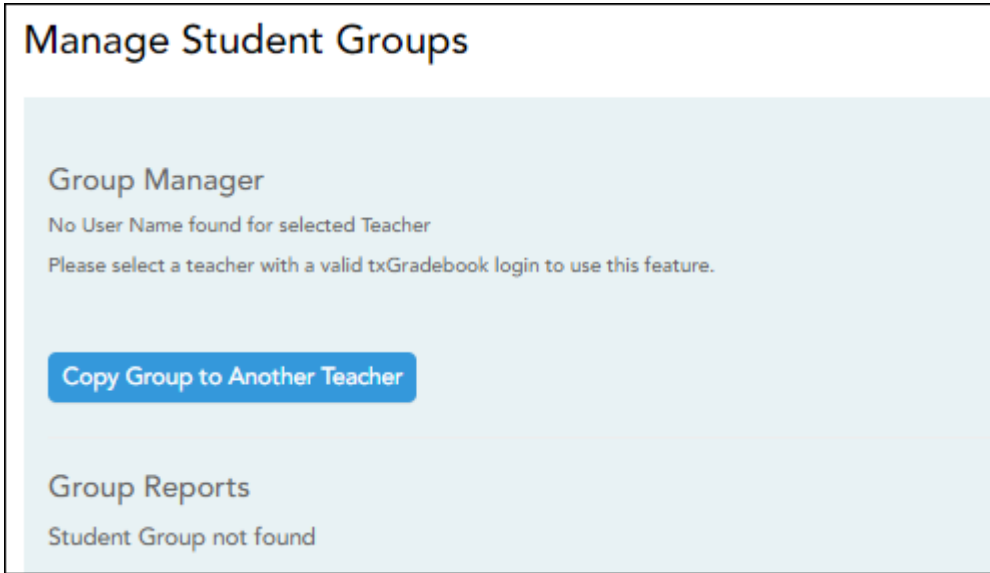 Manage Student Groups
Group Manager
No User Name found for selected Teacher
Please select a teacher with a valid txGradebook login to use this feature.
Copy Group to Another Teacher
Group Reports
Student Group not found